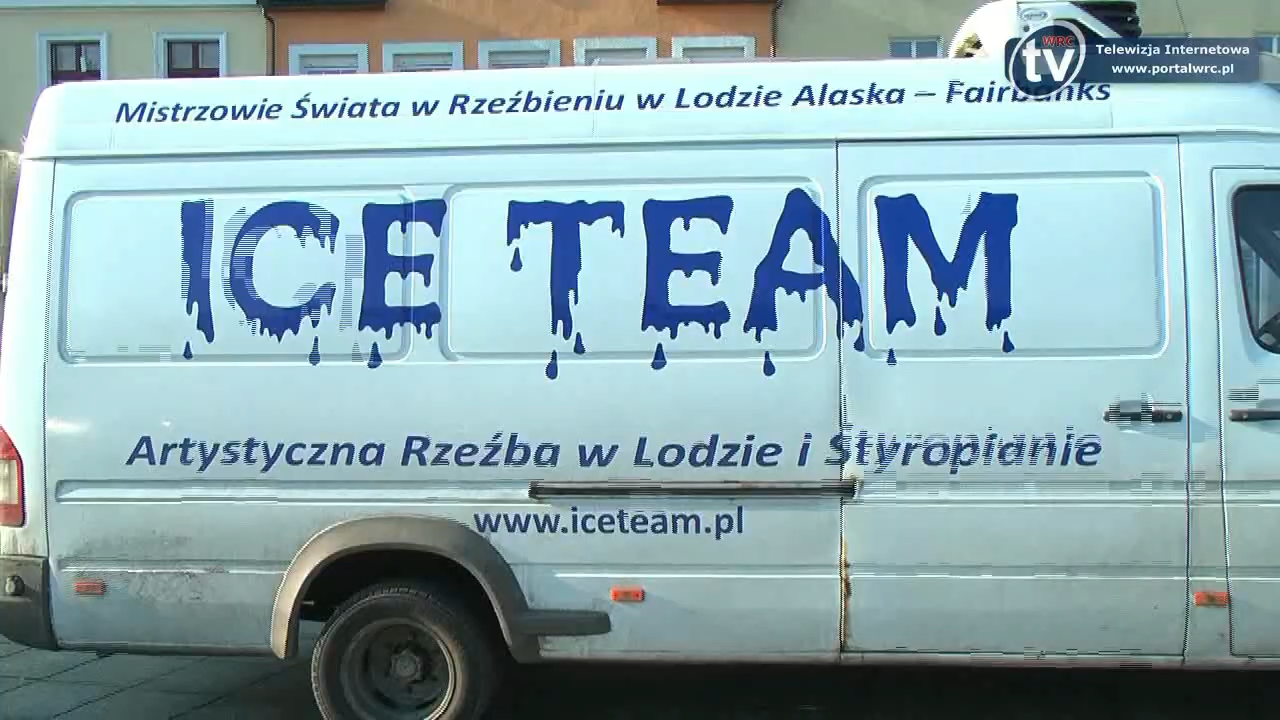 WRC
tv
Telewizja Internetowa
www.portalwrc.pl
Mistrzowie Świata w Rzeźbieniu w Lodzie Alaska – Fairbanks
ICE TEAM
Artystyczna Rzeźba w Lodzie i Styropianie
www.iceteam.pl